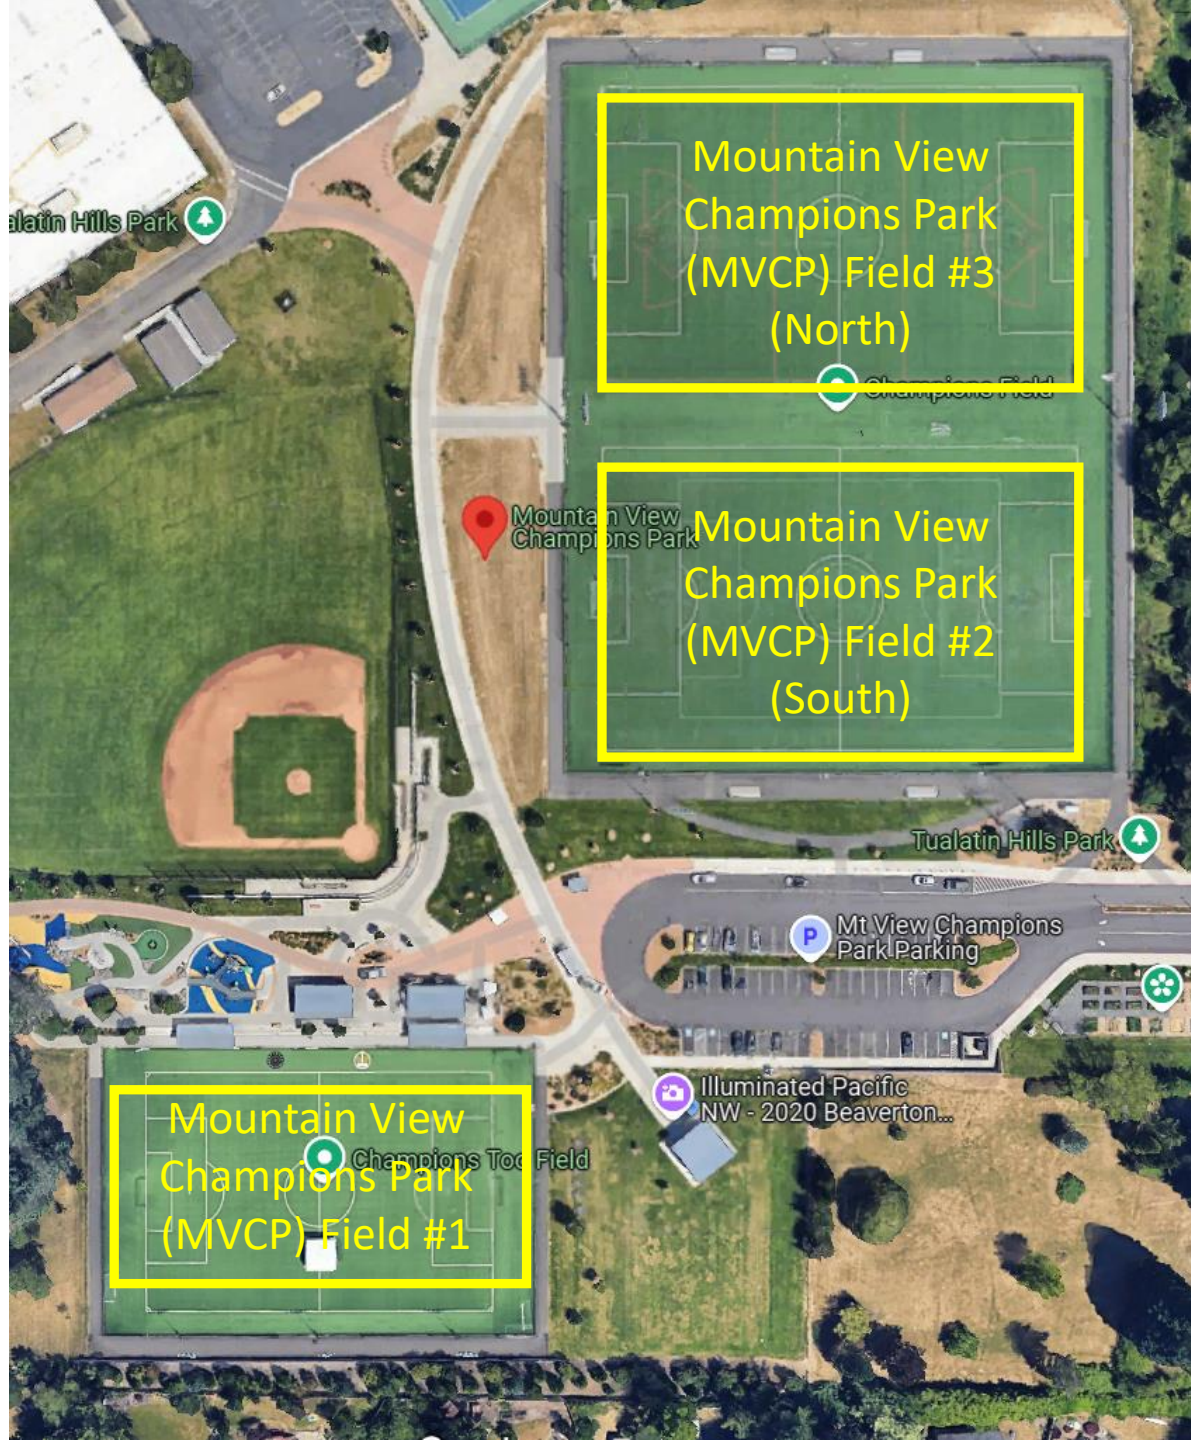 Mountain View
Champions Park
(MVCP) Field #3
(North)
alatin Hills Park
Champions Field
Mountain View
Champions Park
Mountain View
Champions Park
(MVCP) Field #2
(South)
Tualatin Hills Park
P
Mt View Champions
Park Parking
Illuminated Pacific
NW - 2020 Beaverton...
Mountain View
Champions Park
(MVCP) Field #1
Champions Too Field